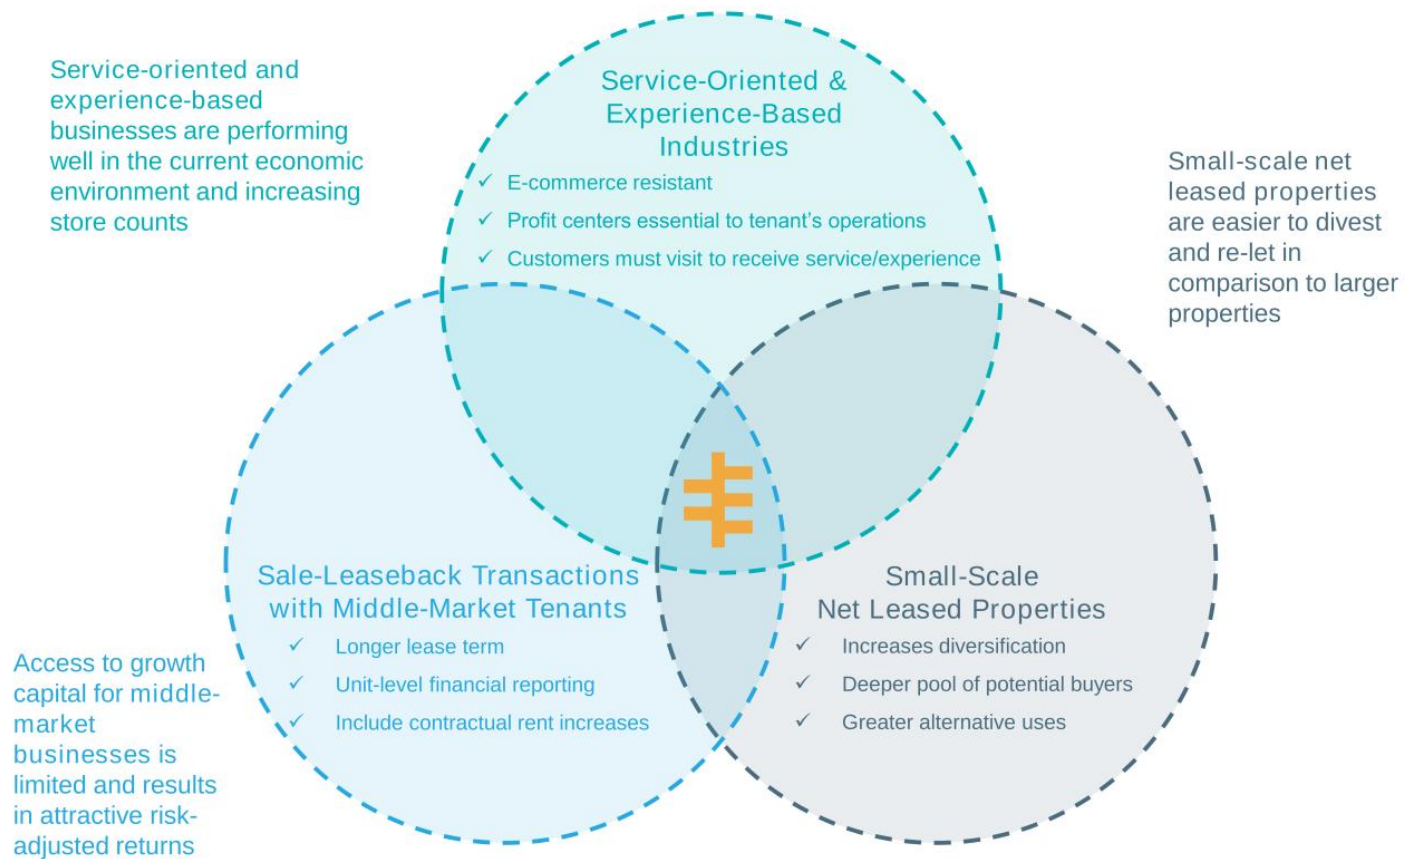 Service-oriented and
experience-based
businesses are performing
well in the current economic
environment and increasing
store counts
Service-Oriented &
Experience-Based
Industries
✓ E-commerce resistant
✓ Profit centers essential to tenant’s operations
✓ Customers must visit to receive service/experience
Small-scale net
leased properties
are easier to divest
and re-let in
comparison to larger
properties
Sale-Leaseback Transactions
with Middle-Market Tenants
✓ Longer lease term
✓ Unit-level financial reporting
✓ Include contractual rent increases
Small-Scale
Net Leased Properties
✓ Increases diversification
✓ Deeper pool of potential buyers
✓ Greater alternative uses
Access to growth
capital for middle-
market
businesses is
limited and results
in attractive risk-
adjusted returns